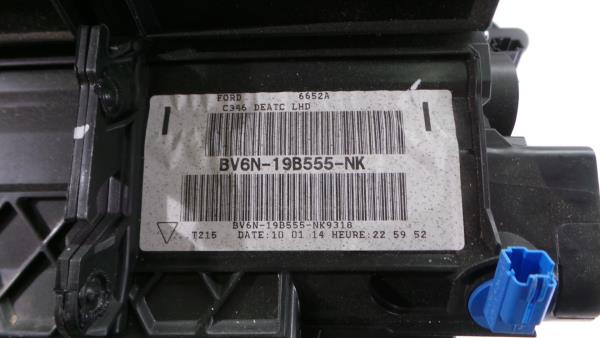 FORD 6652A
C346 DEATC LHD
BV6N-19B555-NK
BV6N-19B555-NK9318
T215 DATE:10 01 14 HEURE:22 59 52